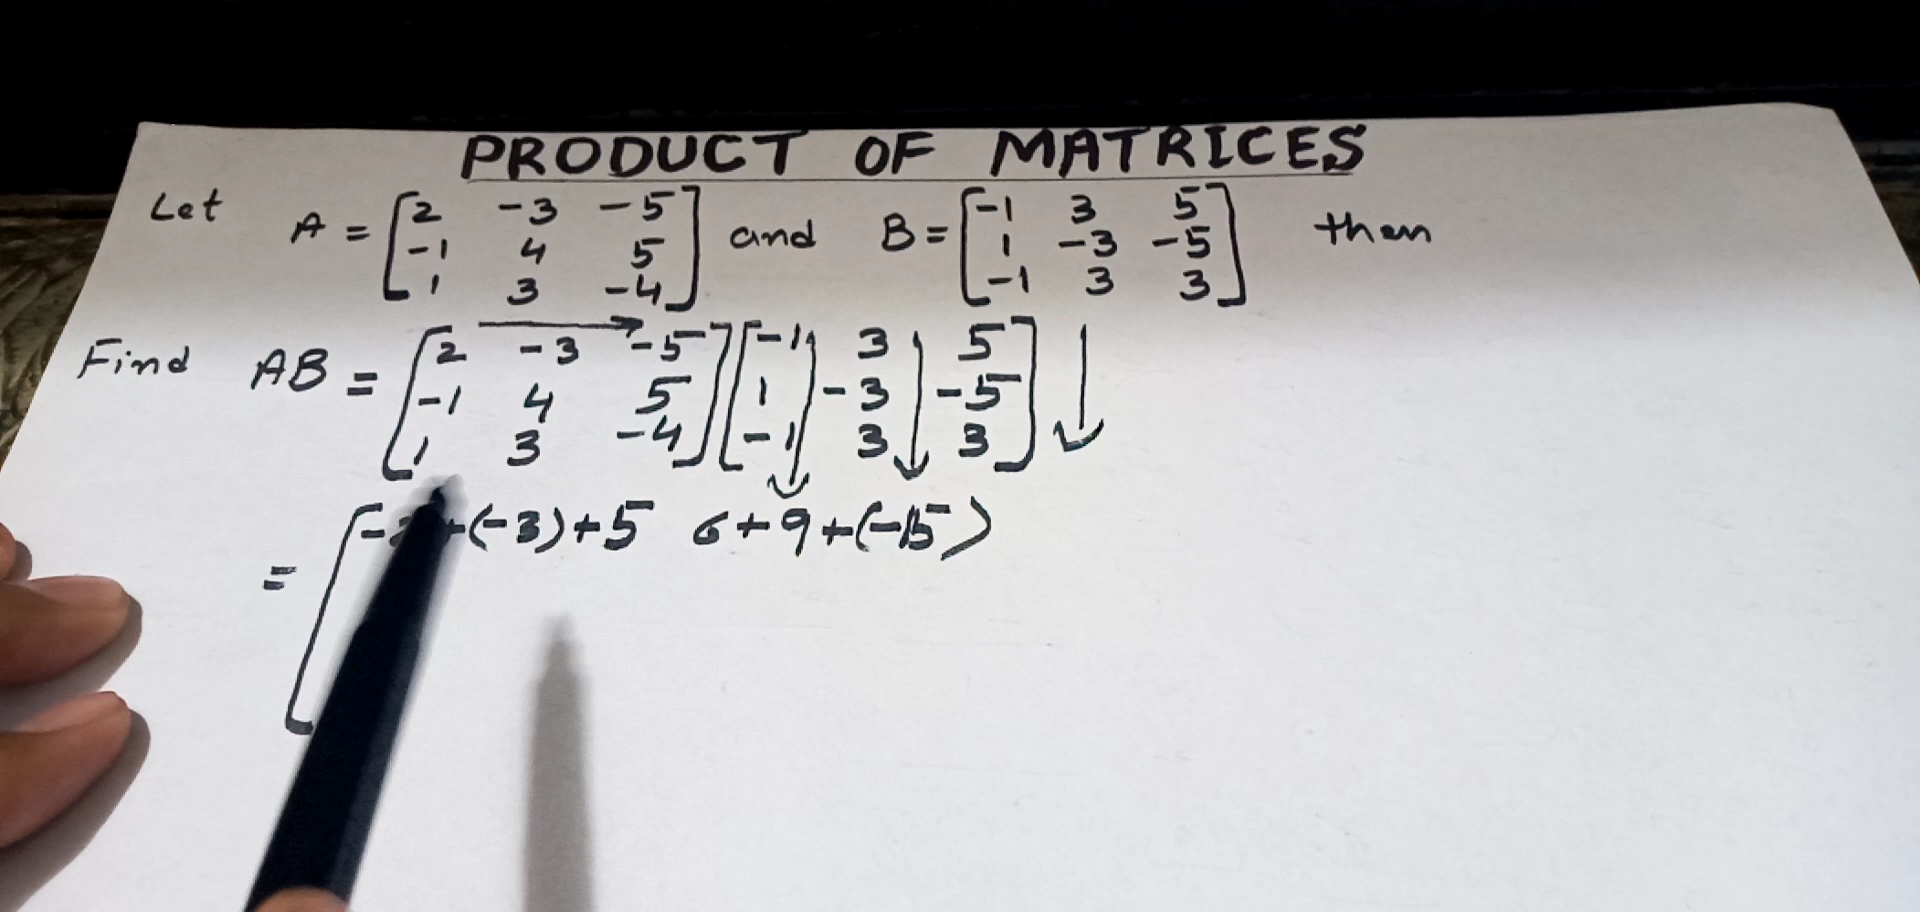 PRODUCT OF MATRICES
Let A = [2 -3 -5 and B = [-1 3 5 then
-1 4 5] 1 -3 -5]
1 3 -4 -1 3 3
Find AB = [2 -3 -5] [-1 3 5]
-1 4 5 1 -3 -5
1 3 -4 -1 3 3
= [ +(-3)+5 6+9+(-15)